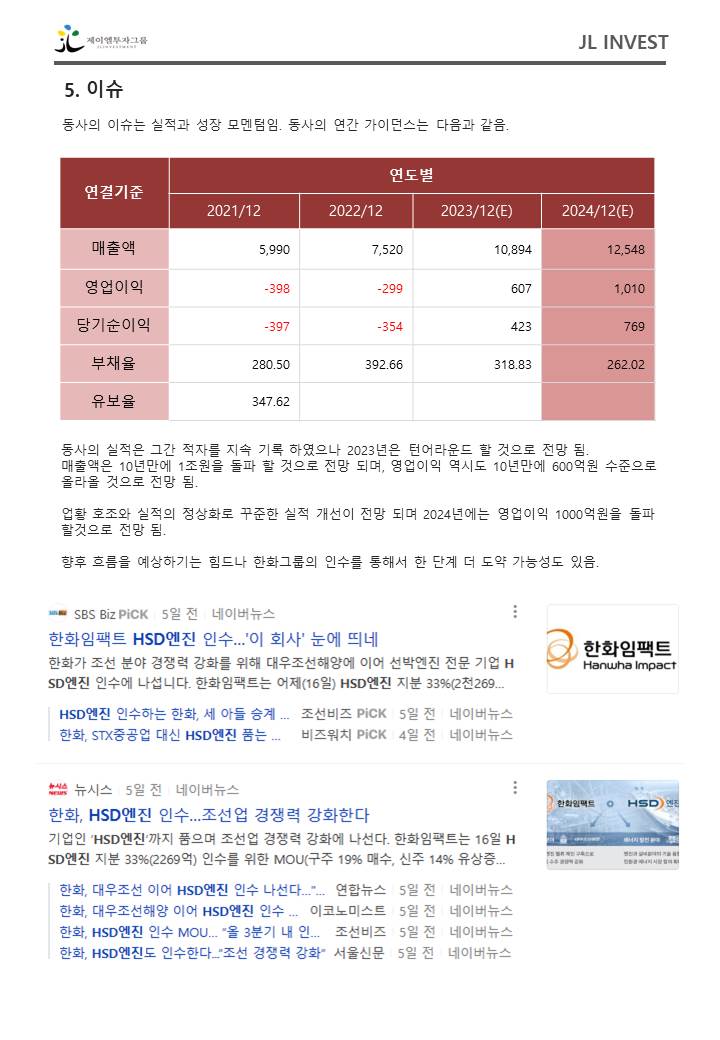 제이엘투자그룹
JL INVESTMENT
JL INVEST
5. 이슈
동사의 이슈는 실적과 성장 모멘텀임. 동사의 연간 가이던스는 다음과 같음.
연결기준 연도별
2021/12 2022/12 2023/12(E) 2024/12(E)
매출액 5,990 7,520 10,894 12,548
영업이익 -398 -299 607 1,010
당기순이익 -397 -354 423 769
부채율 280.50 392.66 318.83 262.02
유보율 347.62
동사의 실적은 그간 적자를 지속 기록 하였으나 2023년은 턴어라운드 할 것으로 전망 됨.
매출액은 10년만에 1조원을 돌파 할 것으로 전망 되며, 영업이익 역시도 10년만에 600억원 수준으로
올라올 것으로 전망 됨.
업황 호조와 실적의 정상화로 꾸준한 실적 개선이 전망 되며 2024년에는 영업이익 1000억원을 돌파
할것으로 전망 됨.
향후 흐름을 예상하기는 힘드나 한화그룹의 인수를 통해서 한 단계 더 도약 가능성도 있음.
SBS Biz PiCK 5일 전 네이버뉴스
한화임팩트 HSD엔진 인수...'이 회사' 눈에 띄네
한화가 조선 분야 경쟁력 강화를 위해 대우조선해양에 이어 선박엔진 전문 기업 H
SD엔진 인수에 나섭니다. 한화임팩트는 어제(16일) HSD엔진 지분 33%(2천269...
한화임팩트
Hanwha Impact
HSD엔진 인수하는 한화, 세 아들 승계 ... 조선비즈 PiCK 5일 전 네이버뉴스
한화, STX중공업 대신 HSD엔진 품는 ... 비즈워치 PiCK 4일 전 네이버뉴스
뉴시스 NEWS 뉴시스 5일 전 네이버뉴스
한화, HSD엔진 인수...조선업 경쟁력 강화한다
기업인 'HSD엔진'까지 품으며 조선업 경쟁력 강화에 나선다. 한화임팩트는 16일 H
SD엔진 지분 33%(2269억) 인수를 위한 MOU(구주 19% 매수, 신주 14% 유상증...
한화임팩트 HSD 엔진
한화, 대우조선 이어 HSD엔진 인수 나선다..."... 연합뉴스 5일 전 네이버뉴스
한화, 대우조선해양 이어 HSD엔진 인수 ... 이코노미스트 5일 전 네이버뉴스
한화, HSD엔진 인수 MOU... "올 3분기 내 인... 조선비즈 5일 전 네이버뉴스
한화, HSD엔진도 인수한다..."조선 경쟁력 강화" 서울신문 5일 전 네이버뉴스